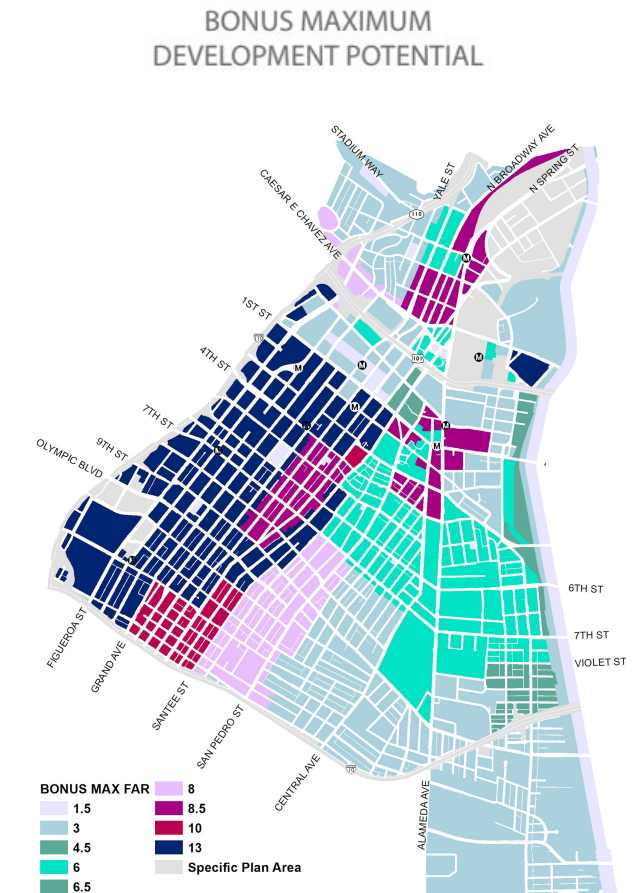 BONUS MAXIMUM
DEVELOPMENT POTENTIAL
STADIUM WAY
YALE ST
N BROADWAY AVE
N SPRING ST
CAESAR E CHAVEZ AVE
110
1ST ST
101
4TH ST
M
M
M
M
M
M
M
7TH ST
9TH ST
OLYMPIC BLVD
6TH ST
7TH ST
VIOLET ST
FIGUEROA ST
GRAND AVE
SANTEE ST
SAN PEDRO ST
CENTRAL AVE
ALAMEDA AVE
BONUS MAX FAR
1.5
3
4.5
6
6.5
8
8.5
10
13
Specific Plan Area